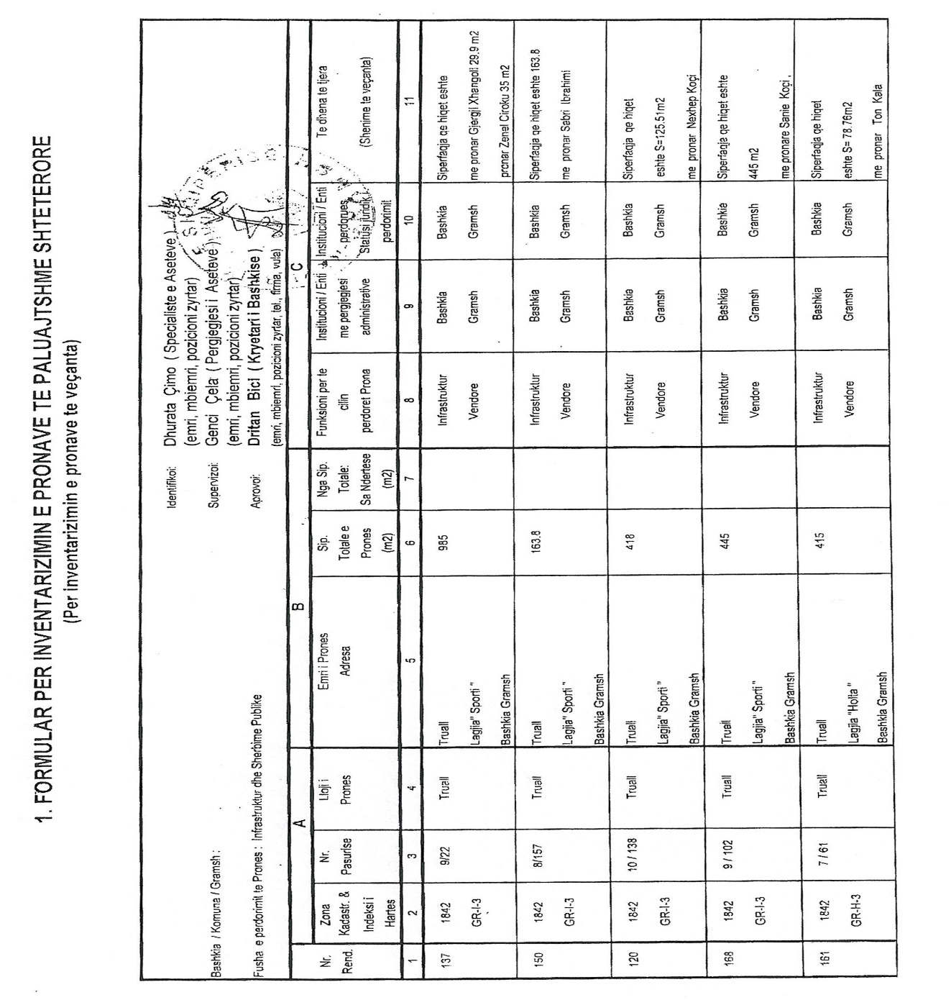 1. FORMULAR PER INVENTARIZIMIN E PRONAVE TE PALUAJTSHME SHTETERORE
(Per inventarizimin e pronave te veçanta)
Identifikoi: Dhurata Çimo ( Specialiste e Aseteve )
(emri, mbiemri, pozicioni zyrtar)
Bashkia / Komuna / Gramsh : Supervizoi: Genci Çela ( Pergjegjesi i Aseteve )
(emri, mbiemri, pozicioni zyrtar)
Fusha e perdorimit te Prones : Infrastruktur dhe Sherbime Publike Aprovoi: Dritan Bici ( Kryetari i Bashkise )
(emri, mbiemri, pozicioni zyrtar, tel., firma, vula)
A B C
Nr. Zona Nr. Lloji i Emri i Prones Sip. Nga Sip. Funksioni per te Institucioni / Enti Institucioni / Enti Te dhena te tjera
Rend. Kadastr. & Pasurise Prones Adresa Totale e Totale: cilin me pergjegjesi perdorues
Indeksi i Prones Sa Ndertese perdoret Prona administrative Statusi juridik i (Shenime te veçanta)
Hartes (m2) (m2) perdorimit
1 2 3 4 5 6 7 8 9 10 11
137 1842 9/22 Truall Truall 985 Infrastruktur Bashkia Bashkia Siperfaqja qe hiqet eshte
GR-I-3 Lagjia" Sporti " Vendore Gramsh Gramsh me pronar Gjergji Xhangoli 29.9 m2
Bashkia Gramsh pronar Zenel Ciroku 35 m2
150 1842 8/157 Truall Truall 163.8 Infrastruktur Bashkia Bashkia Siperfaqja qe hiqet eshte 163.8
GR-I-3 Lagjia" Sporti " Vendore Gramsh Gramsh me pronar Sabri Ibrahimi
Bashkia Gramsh
120 1842 10 / 138 Truall Truall 418 Infrastruktur Bashkia Bashkia Siperfaqja qe hiqet
GR-I-3 Lagjia" Sporti " Vendore Gramsh Gramsh eshte S=125.51m2
Bashkia Gramsh me pronar Nexhep Koçi
168 1842 9 / 102 Truall Truall 445 Infrastruktur Bashkia Bashkia Siperfaqja qe hiqet eshte
GR-I-3 Lagjia" Sporti " Vendore Gramsh Gramsh 445 m2
Bashkia Gramsh me pronare Sanie Koçi .
161 1842 7 / 61 Truall Truall 415 Infrastruktur Bashkia Bashkia Siperfaqja qe hiqet
GR-H-3 Lagjia "Holta " Vendore Gramsh Gramsh eshte S= 78.76m2
Bashkia Gramsh me pronar Ton Kala